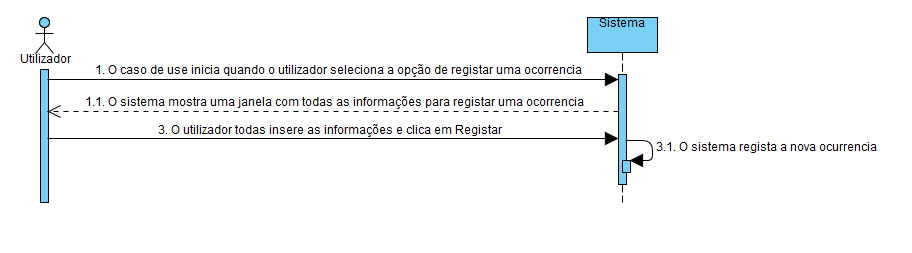 Sistema
Utilizador
1. O caso de use inicia quando o utilizador seleciona a opção de registar uma ocorrencia
1.1. O sistema mostra uma janela com todas as informações para registar uma ocorrencia
3. O utilizador todas insere as informações e clica em Registar
3.1. O sistema regista a nova ocurrencia